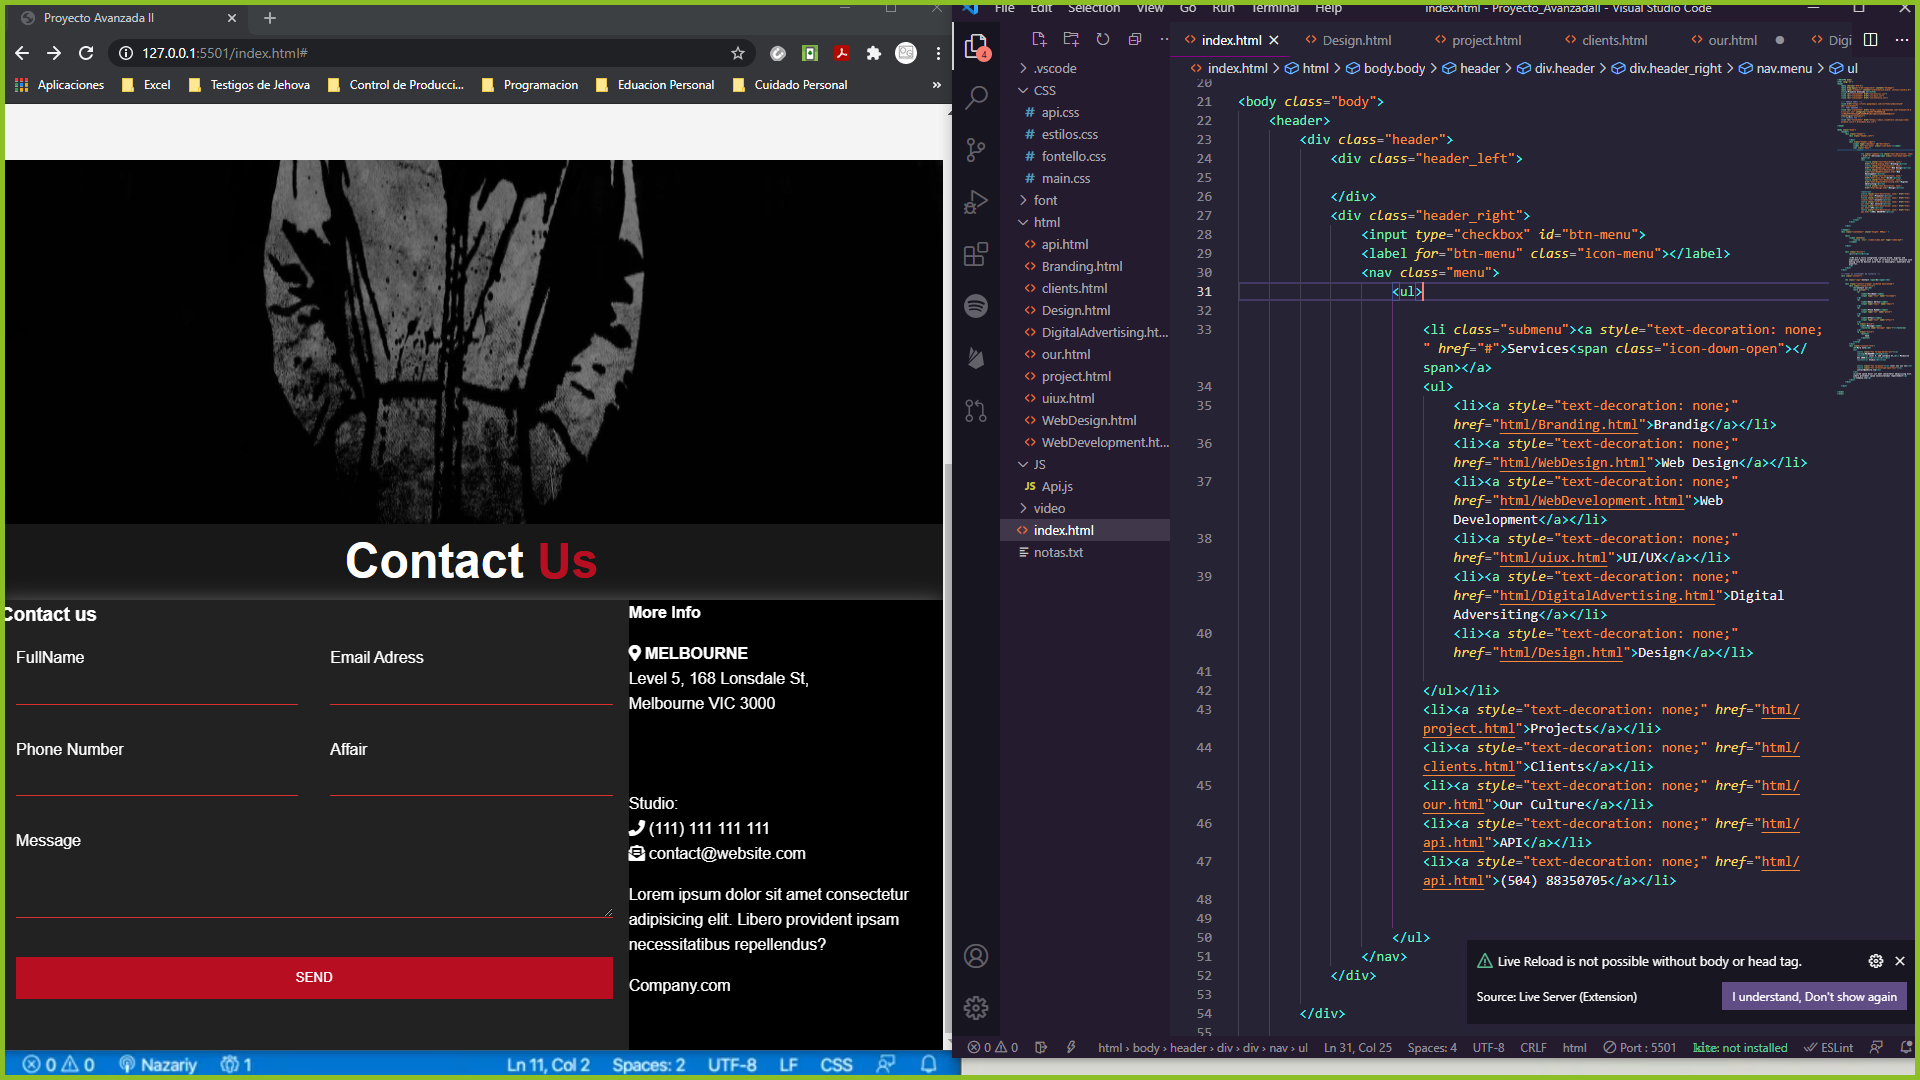 Proyecto Avanzada II
127.0.0.1:5501/index.html#
Aplicaciones
Excel
Testigos de Jehova
Control de Producci...
Programacion
Eduacion Personal
Cuidado Personal
»
Contact Us
Contact us
FullName
Email Adress
Phone Number
Affair
Message
SEND
More Info
MELBOURNE
Level 5, 168 Lonsdale St,
Melbourne VIC 3000
Studio:
(111) 111 111 111
contact@website.com
Lorem ipsum dolor sit amet consectetur
adipisicing elit. Libero provident ipsam
necessitatibus repellendus?
Company.com
0 0 Nazariy 1 Ln 11, Col 2 Spaces: 2 UTF-8 LF CSS
File Edit Selection View Go Run Terminal Help index.html - Proyecto_AvanzadaII - Visual Studio Code
index.html Design.html project.html clients.html our.html Digi
index.html > html > body.body > header > div.header > div.header_right > nav.menu > ul
4
.vscode
CSS
api.css
estilos.css
fontello.css
main.css
font
html
api.html
Branding.html
clients.html
Design.html
DigitalAdvertising.ht...
our.html
project.html
uiux.html
WebDesign.html
WebDevelopment.ht...
JS
JS Api.js
video
index.html
notas.txt
20
21 <body class="body">
22 <header>
23 <div class="header">
24 <div class="header_left">
25
26 </div>
27 <div class="header_right">
28 <input type="checkbox" id="btn-menu">
29 <label for="btn-menu" class="icon-menu"></label>
30 <nav class="menu">
31 <ul>
32
33 <li class="submenu"><a style="text-decoration: none;
" href="#">Services<span class="icon-down-open"></
span></a>
34 <ul>
35 <li><a style="text-decoration: none;"
href="html/Branding.html">Brandig</a></li>
36 <li><a style="text-decoration: none;"
href="html/WebDesign.html">Web Design</a></li>
37 <li><a style="text-decoration: none;"
href="html/WebDevelopment.html">Web
Development</a></li>
38 <li><a style="text-decoration: none;"
href="html/uiux.html">UI/UX</a></li>
39 <li><a style="text-decoration: none;"
href="html/DigitalAdvertising.html">Digital
Adversiting</a></li>
40 <li><a style="text-decoration: none;"
href="html/Design.html">Design</a></li>
41
42 </ul></li>
43 <li><a style="text-decoration: none;" href="html/
project.html">Projects</a></li>
44 <li><a style="text-decoration: none;" href="html/
clients.html">Clients</a></li>
45 <li><a style="text-decoration: none;" href="html/
our.html">Our Culture</a></li>
46 <li><a style="text-decoration: none;" href="html/
api.html">API</a></li>
47 <li><a style="text-decoration: none;" href="html/
api.html">(504) 88350705</a></li>
48
49
50 </ul>
51 </nav>
52 </div>
53
54 </div>
55
Live Reload is not possible without body or head tag.
Source: Live Server (Extension)
I understand, Don't show again
0 0 html › body › header › div › div › nav › ul Ln 31, Col 25 Spaces: 4 UTF-8 CRLF html Port : 5501 kite: not installed ESLint